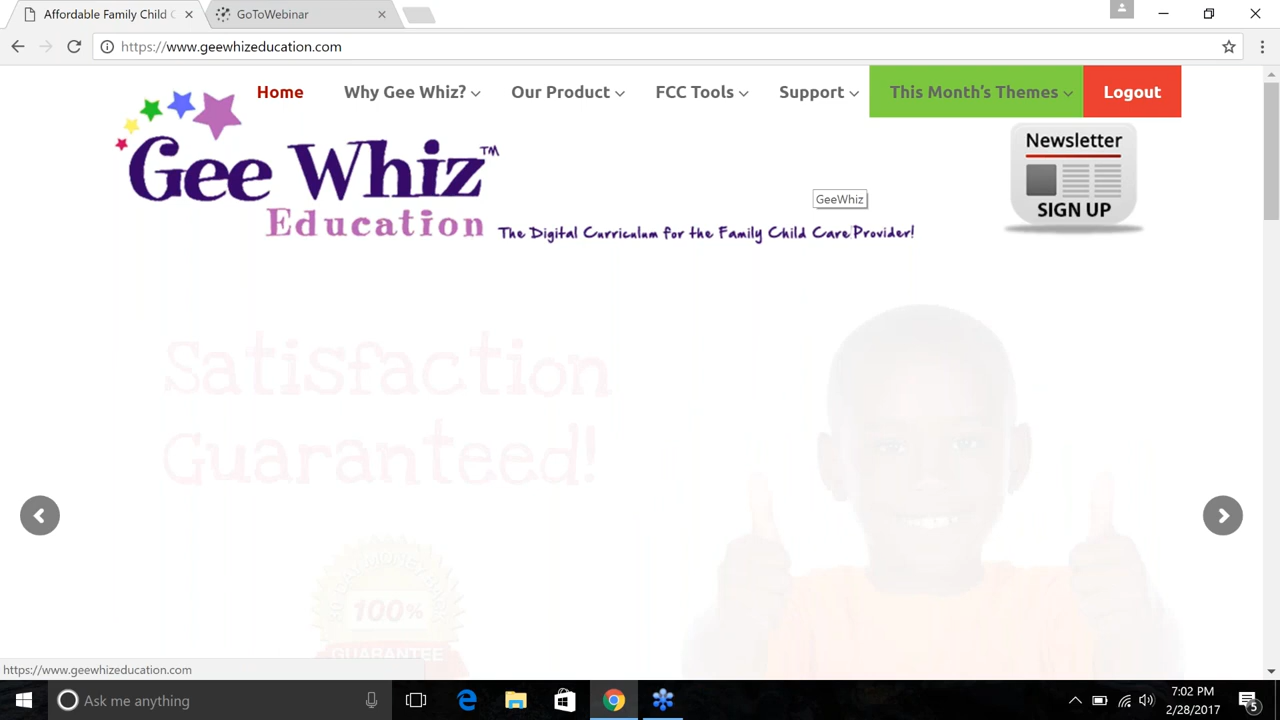 Affordable Family Child C
GoToWebinar
https://www.geewhizeducation.com
Home
Why Gee Whiz?
Our Product
FCC Tools
Support
This Month's Themes
Logout
Gee Whiz™
Education
The Digital Curriculum for the Family Child Care Provider!
GeeWhiz
Newsletter
SIGN UP
Satisfaction
Guaranteed!
100%
GUARANTEE
https://www.geewhizeducation.com
Ask me anything
7:02 PM
2/28/2017
5